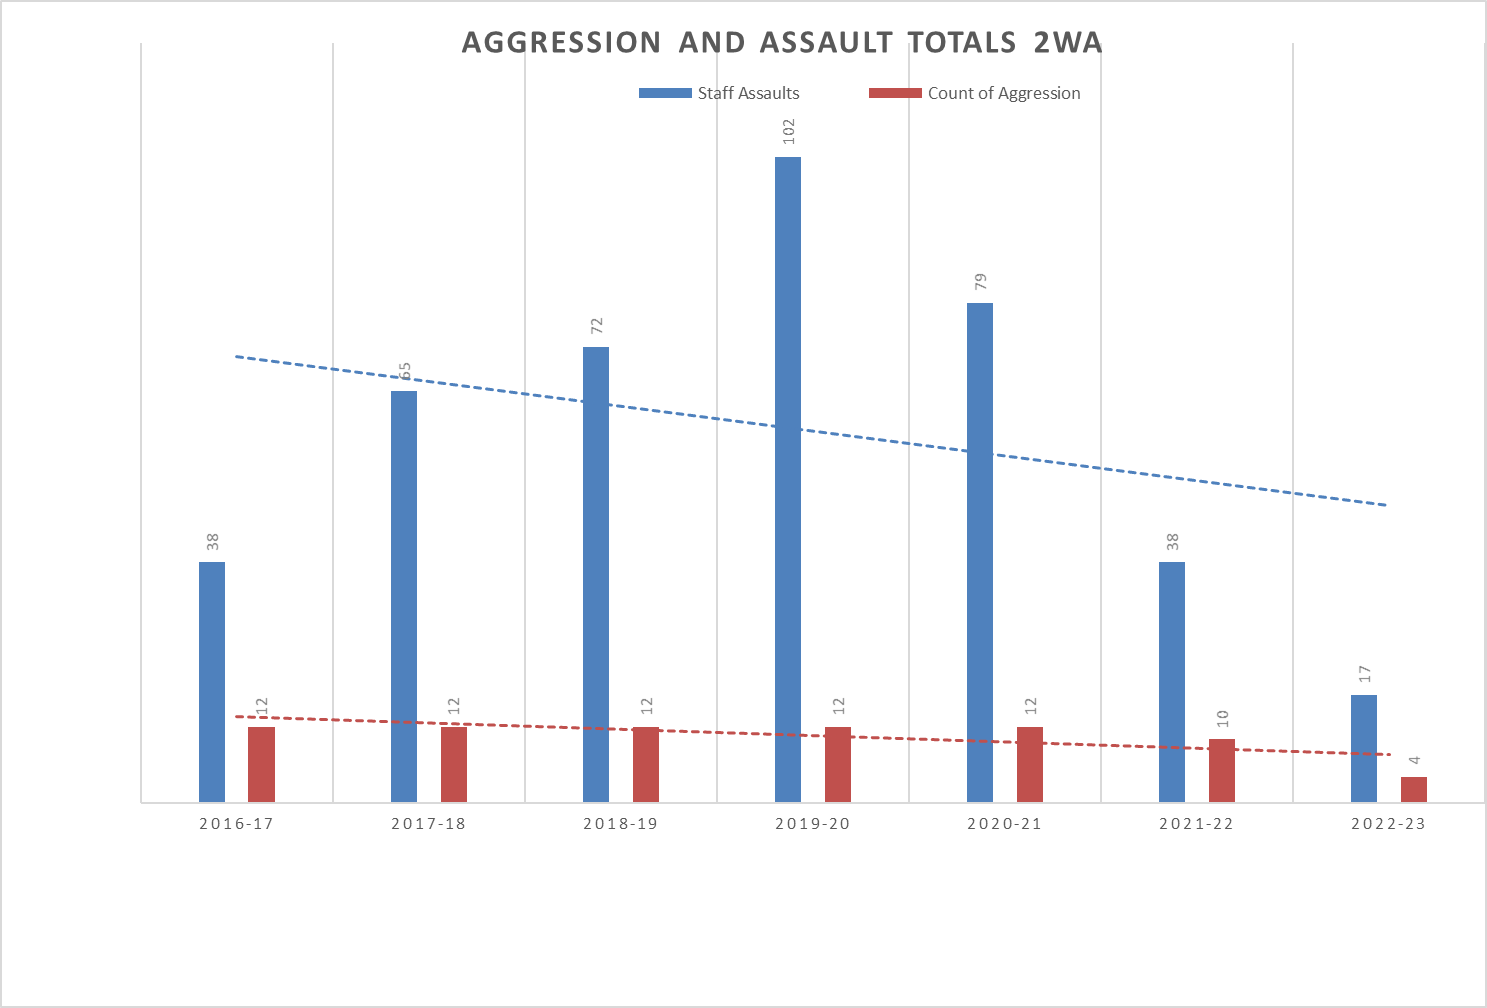 AGGRESSION AND ASSAULT TOTALS 2WA
Staff Assaults Count of Aggression
38 65 72 102 79 38 17
12 12 12 12 12 10 4
2016-17 2017-18 2018-19 2019-20 2020-21 2021-22 2022-23